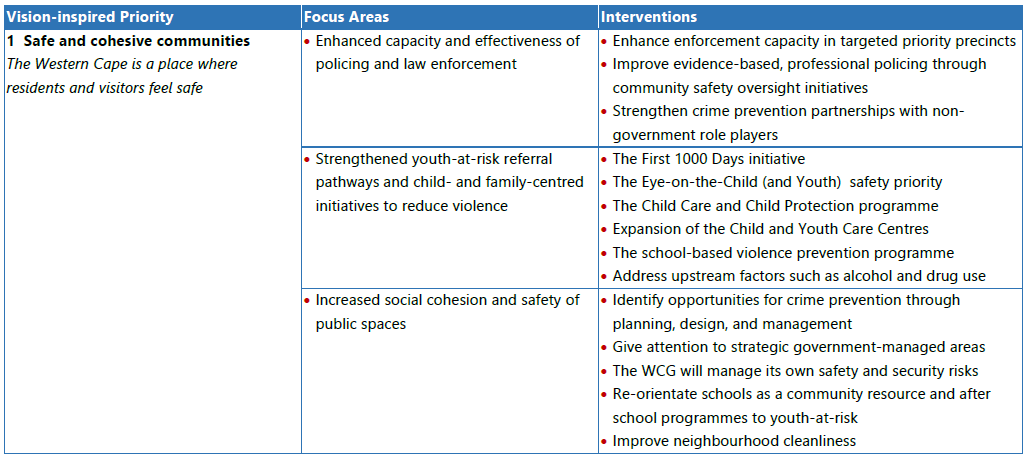 Vision-inspired Priority
Focus Areas
Interventions
1 Safe and cohesive communities
The Western Cape is a place where
residents and visitors feel safe
• Enhanced capacity and effectiveness of
policing and law enforcement
• Enhance enforcement capacity in targeted priority precincts
• Improve evidence-based, professional policing through
community safety oversight initiatives
• Strengthen crime prevention partnerships with non-
government role players
• Strengthened youth-at-risk referral
pathways and child- and family-centred
initiatives to reduce violence
• The First 1000 Days initiative
• The Eye-on-the-Child (and Youth) safety priority
• The Child Care and Child Protection programme
• Expansion of the Child and Youth Care Centres
• The school-based violence prevention programme
• Address upstream factors such as alcohol and drug use
• Increased social cohesion and safety of
public spaces
• Identify opportunities for crime prevention through
planning, design, and management
• Give attention to strategic government-managed areas
• The WCG will manage its own safety and security risks
• Re-orientate schools as a community resource and after
school programmes to youth-at-risk
• Improve neighbourhood cleanliness